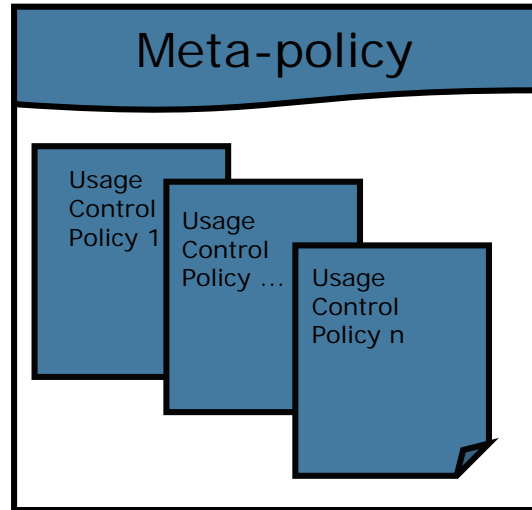 Meta-policy
Usage
Control
Policy 1
Usage
Control
Policy ...
Usage
Control
Policy n